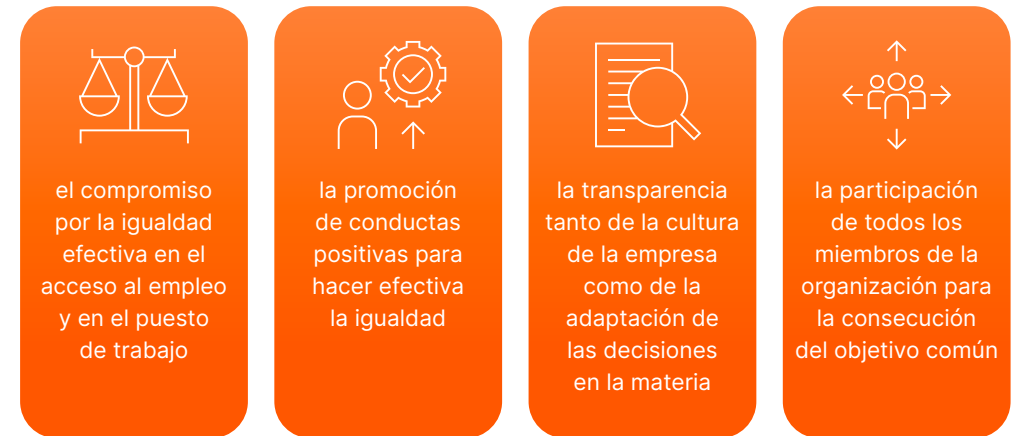 el compromiso
por la igualdad
efectiva en el
acceso al empleo
y en el puesto
de trabajo
la promoción
de conductas
positivas para
hacer efectiva
la igualdad
la transparencia
tanto de la cultura
de la empresa
como de la
adaptación de
las decisiones
en la materia
la participación
de todos los
miembros de la
organización para
la consecución
del objetivo común